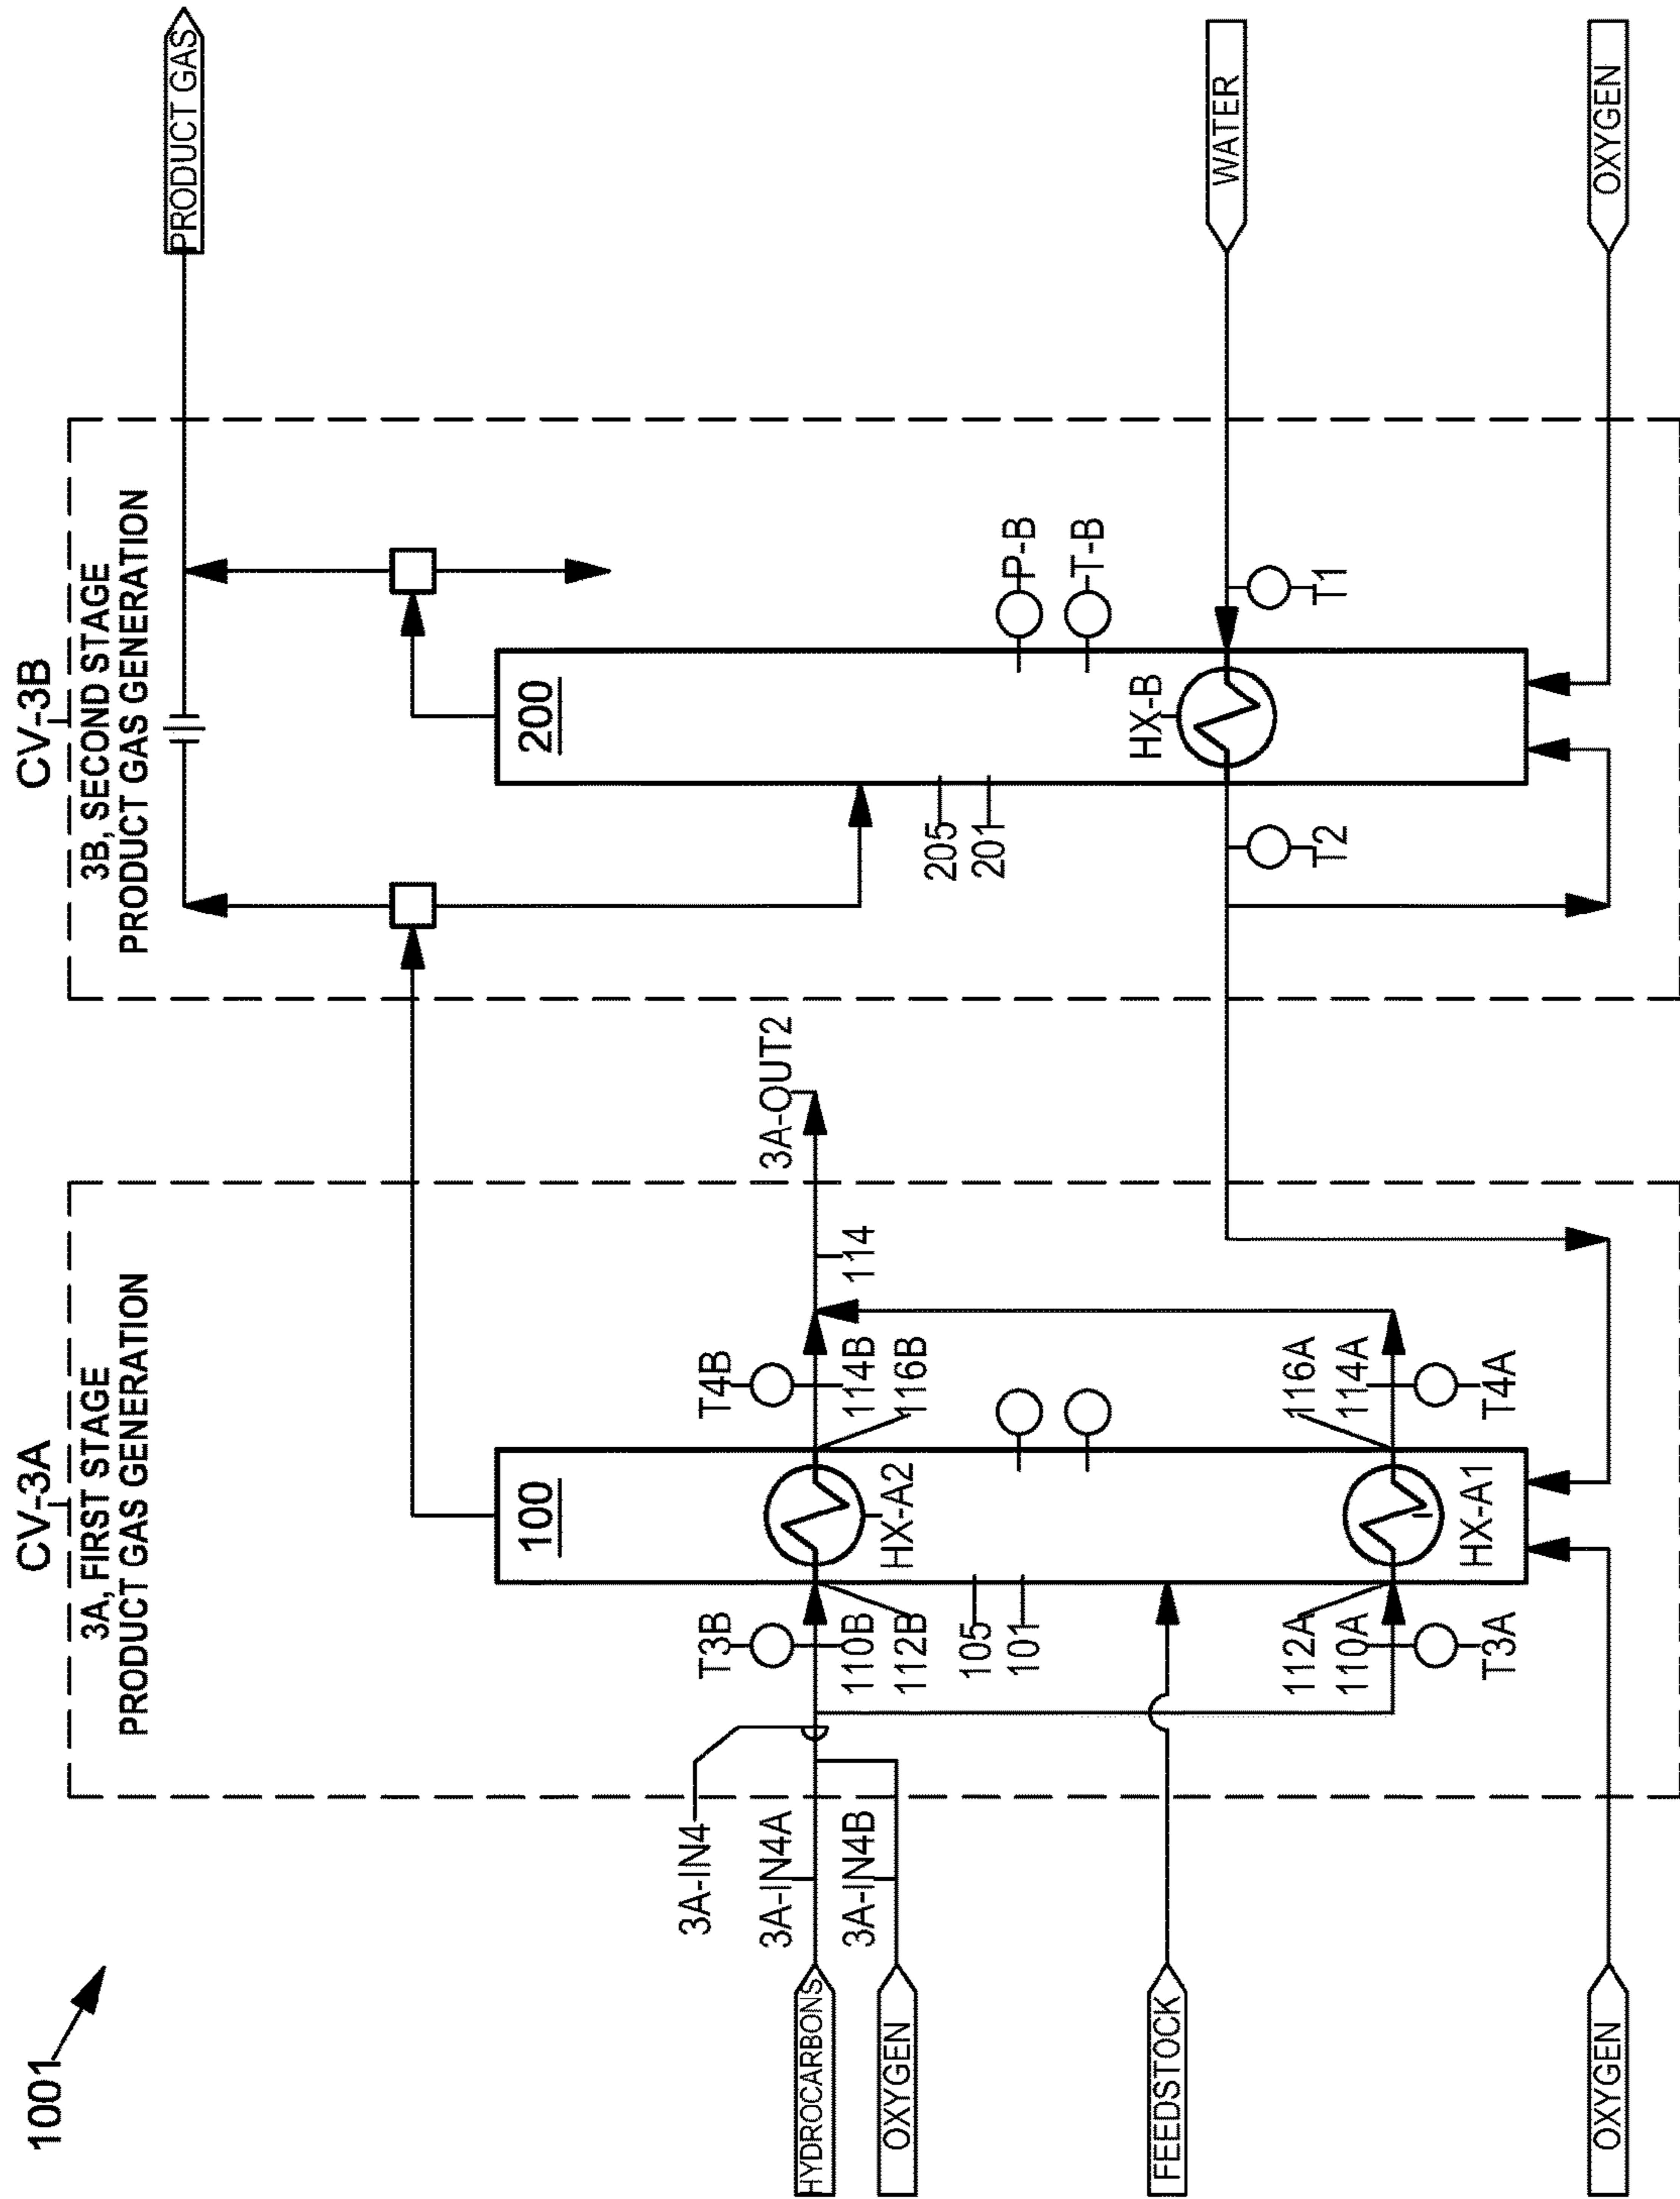 1001
CV-3A
3A, FIRST STAGE
PRODUCT GAS GENERATION
CV-3B
3B, SECOND STAGE
PRODUCT GAS GENERATION
PRODUCT GAS
100
200
3A-IN4
T3B
T4B
3A-IN4A
3A-OUT2
HYDROCARBONS
3A-IN4B
110B
114B
114
OXYGEN
112B
HX-A2
116B
205
105
201
101
P-B
T-B
HX-B
FEEDSTOCK
WATER
112A
116A
T2
T1
110A
114A
HX-A1
T3A
T4A
OXYGEN
OXYGEN